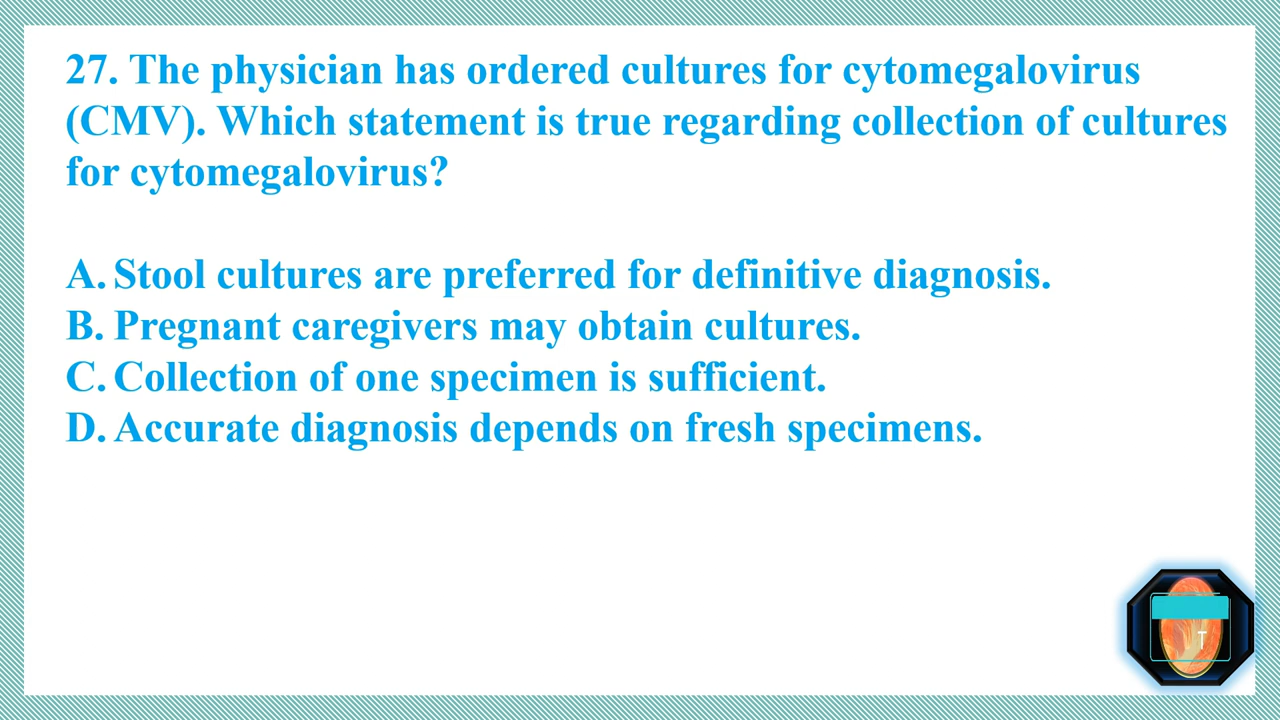 27. The physician has ordered cultures for cytomegalovirus
(CMV). Which statement is true regarding collection of cultures
for cytomegalovirus?
A. Stool cultures are preferred for definitive diagnosis.
B. Pregnant caregivers may obtain cultures.
C. Collection of one specimen is sufficient.
D. Accurate diagnosis depends on fresh specimens.
T